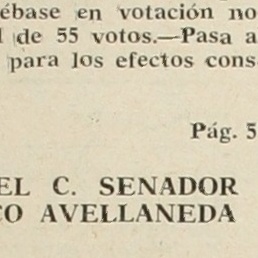 ébase en votación no
de 55 votos.—Pasa a
para los efectos cons
Pág. 5
EL C. SENADOR
CO AVELLANEDA